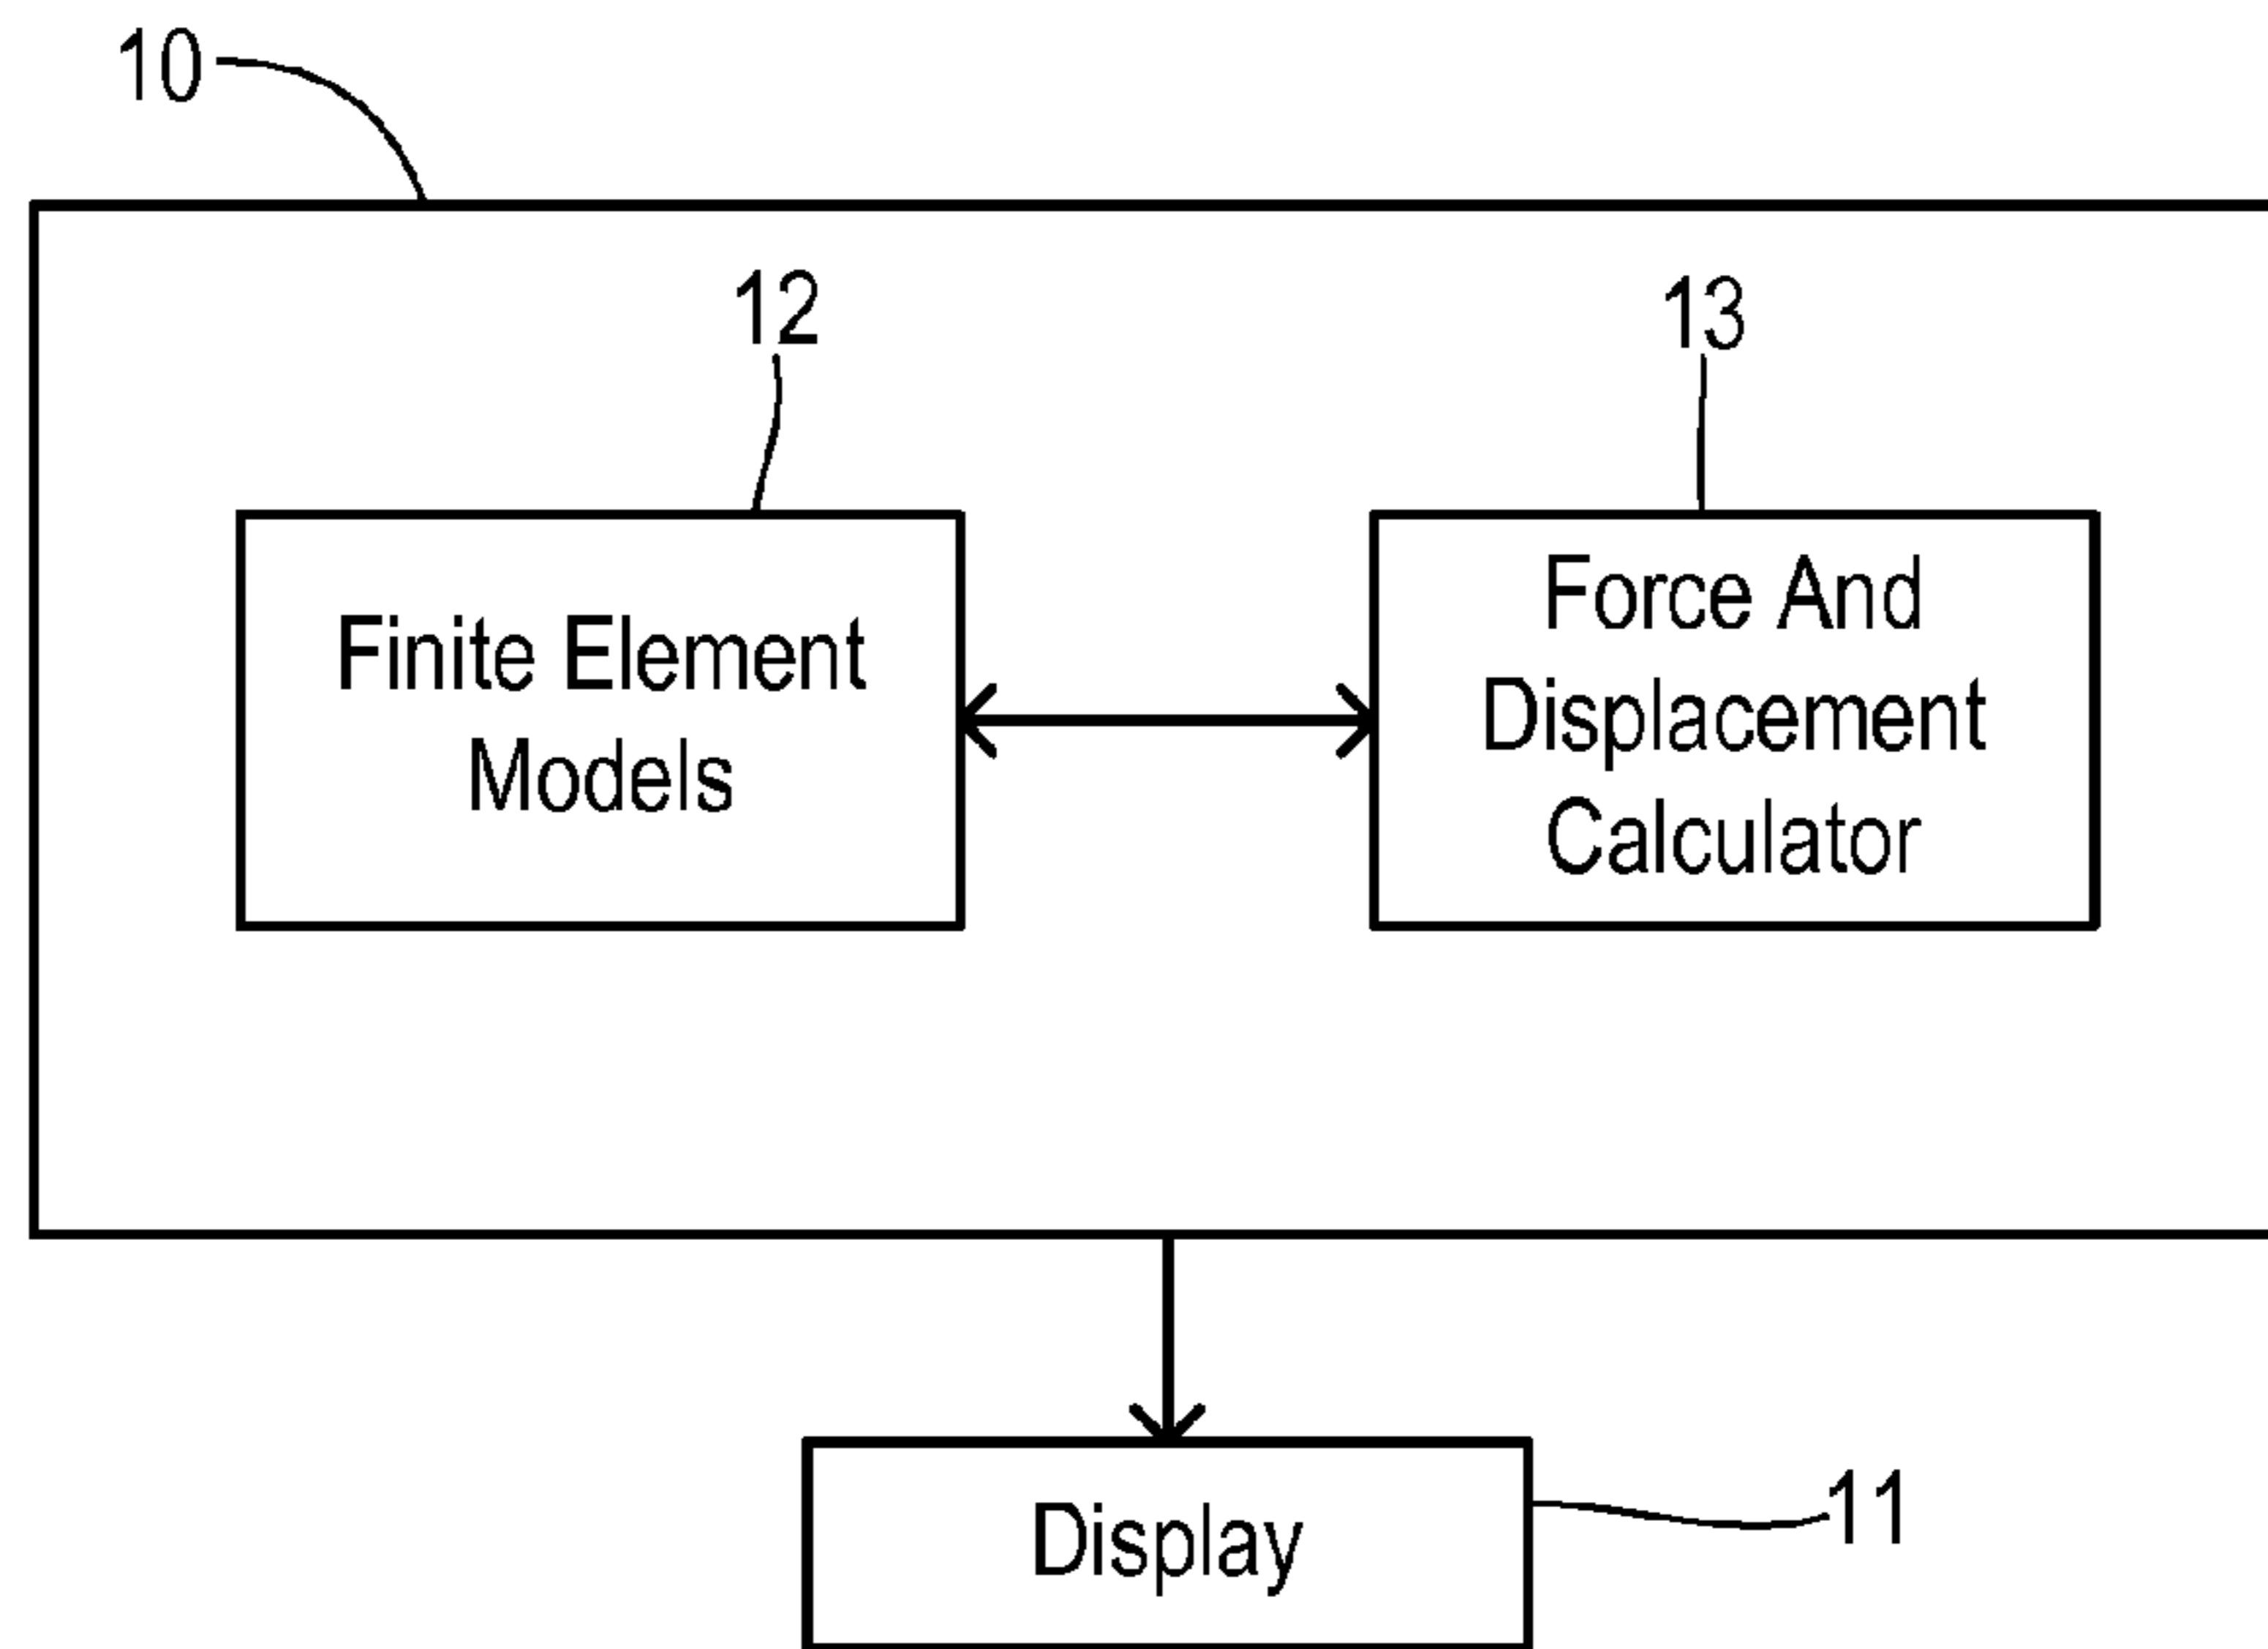 10
12
13
Finite Element
Models
Force And
Displacement
Calculator
Display
11